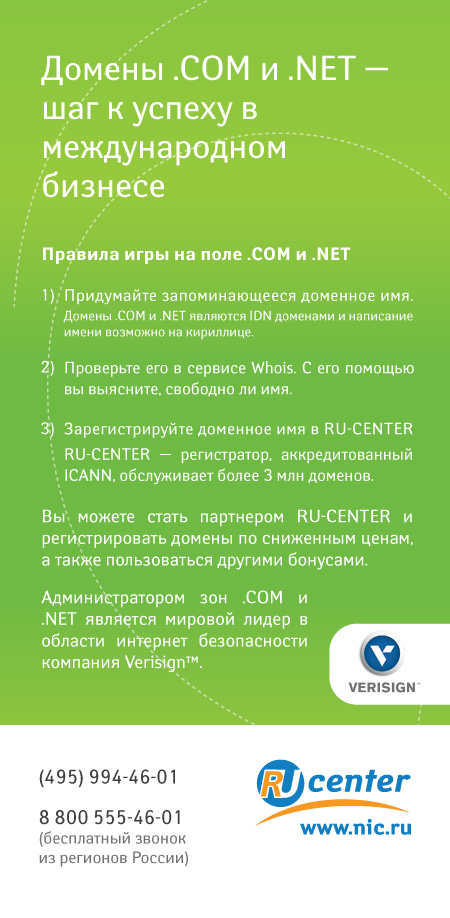 Домены .COM и .NET —
шаг к успеху в
международном
бизнесе
Правила игры на поле .COM и .NET
1) Придумайте запоминающееся доменное имя.
Домены .COM и .NET являются IDN доменами и написание
имени возможно на кириллице.
2) Проверьте его в сервисе Whois. С его помощью
вы выясните, свободно ли имя.
3) Зарегистрируйте доменное имя в RU-CENTER
RU-CENTER — регистратор, аккредитованный
ICANN, обслуживает более 3 млн доменов.
Вы можете стать партнером RU-CENTER и
регистрировать домены по сниженным ценам,
а также пользоваться другими бонусами.
Администратором зон .COM и
.NET является мировой лидер в
области интернет безопасности
компания Verisign™.
VERISIGN™
(495) 994-46-01
8 800 555-46-01
(бесплатный звонок
из регионов России)
RU center
www.nic.ru